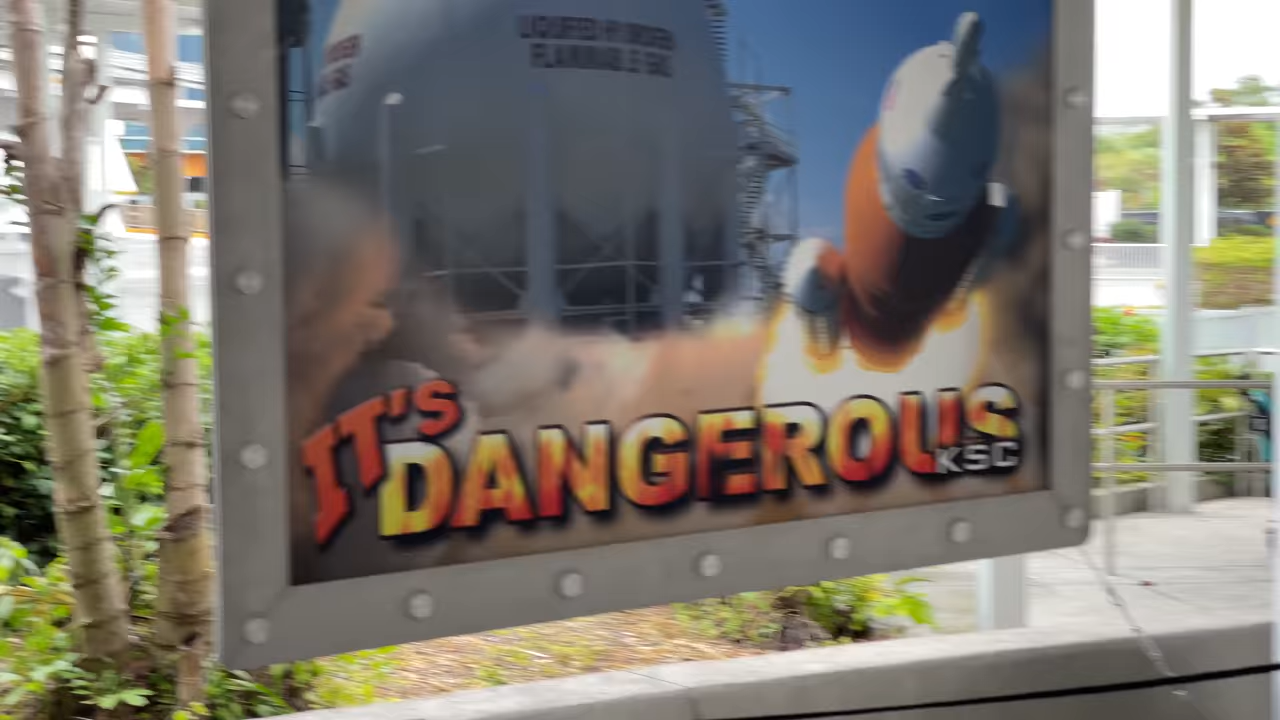 LIQUEFIED HYDROGEN
FLAMMABLE GAS
IT'S
DANGEROUS
KSC